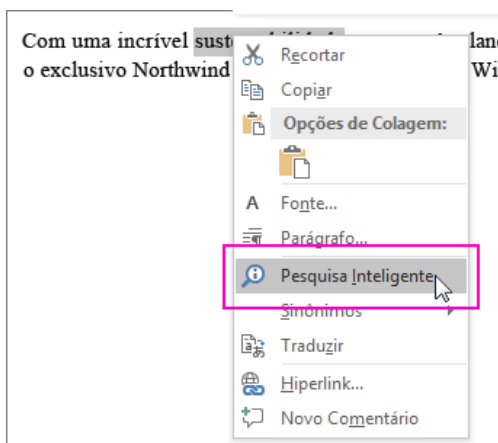 Com uma incrível
o exclusivo Northwind
Recortar
Copiar
Opções de Colagem:
A Fonte...
Parágrafo...
Pesquisa Inteligente
Sinônimos
Traduzir
Hiperlink...
Novo Comentário